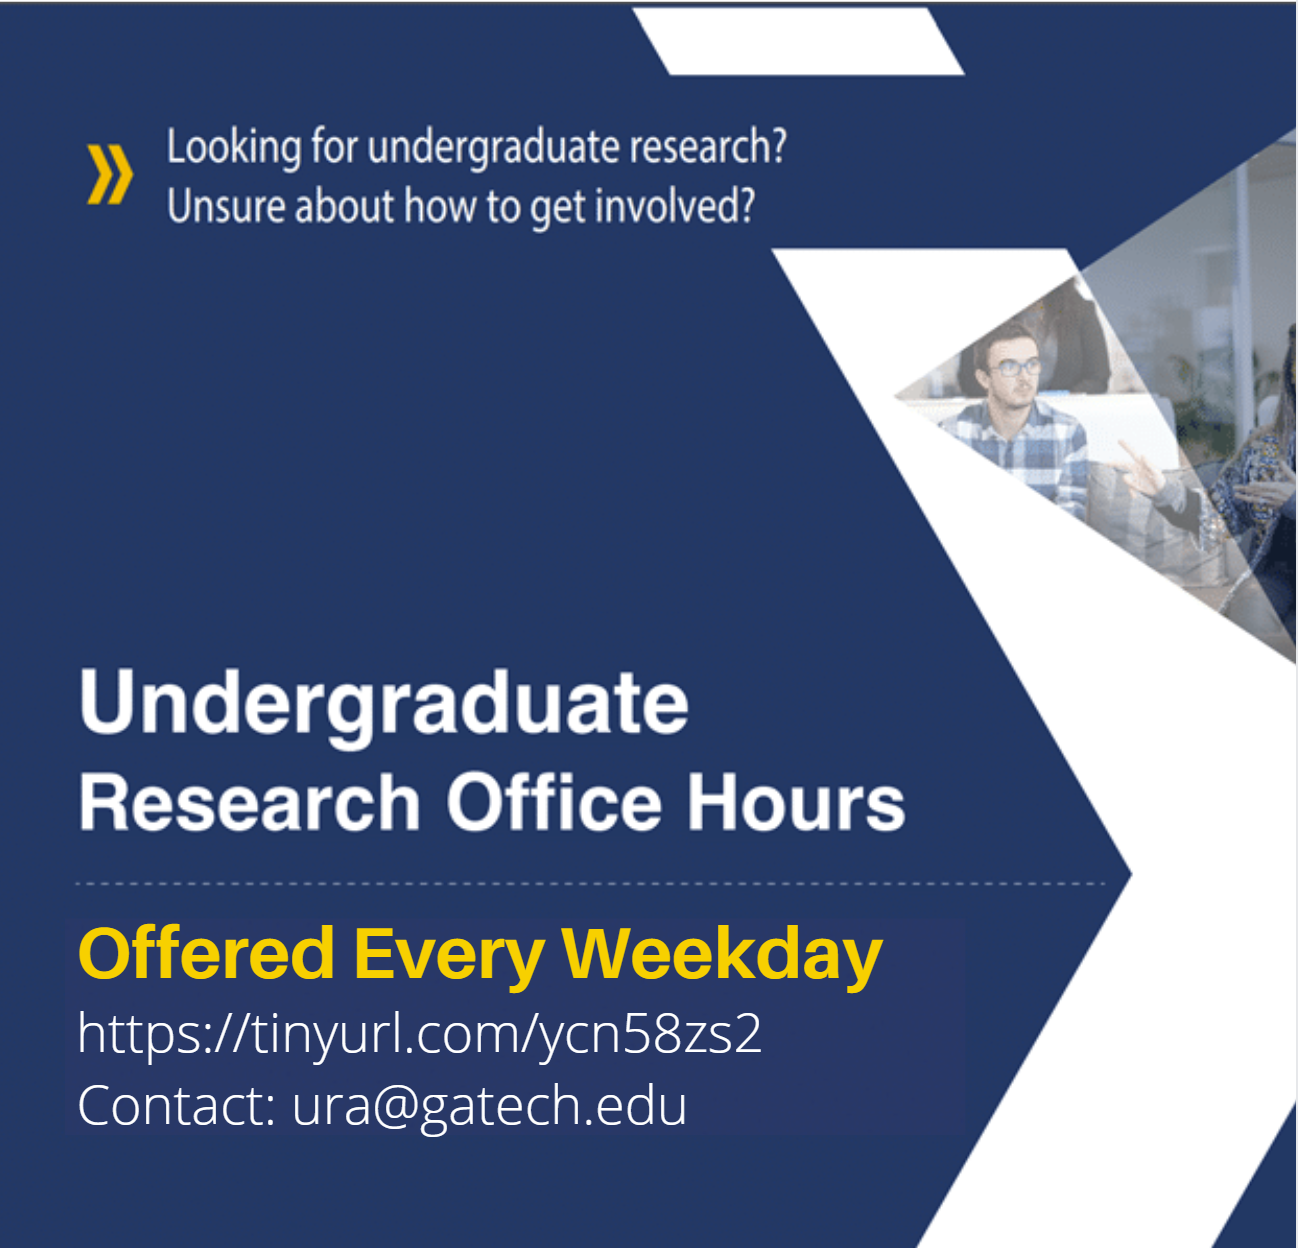 Looking for undergraduate research?
Unsure about how to get involved?
Undergraduate
Research Office Hours
Offered Every Weekday
https://tinyurl.com/ycn58zs2
Contact: ura@gatech.edu